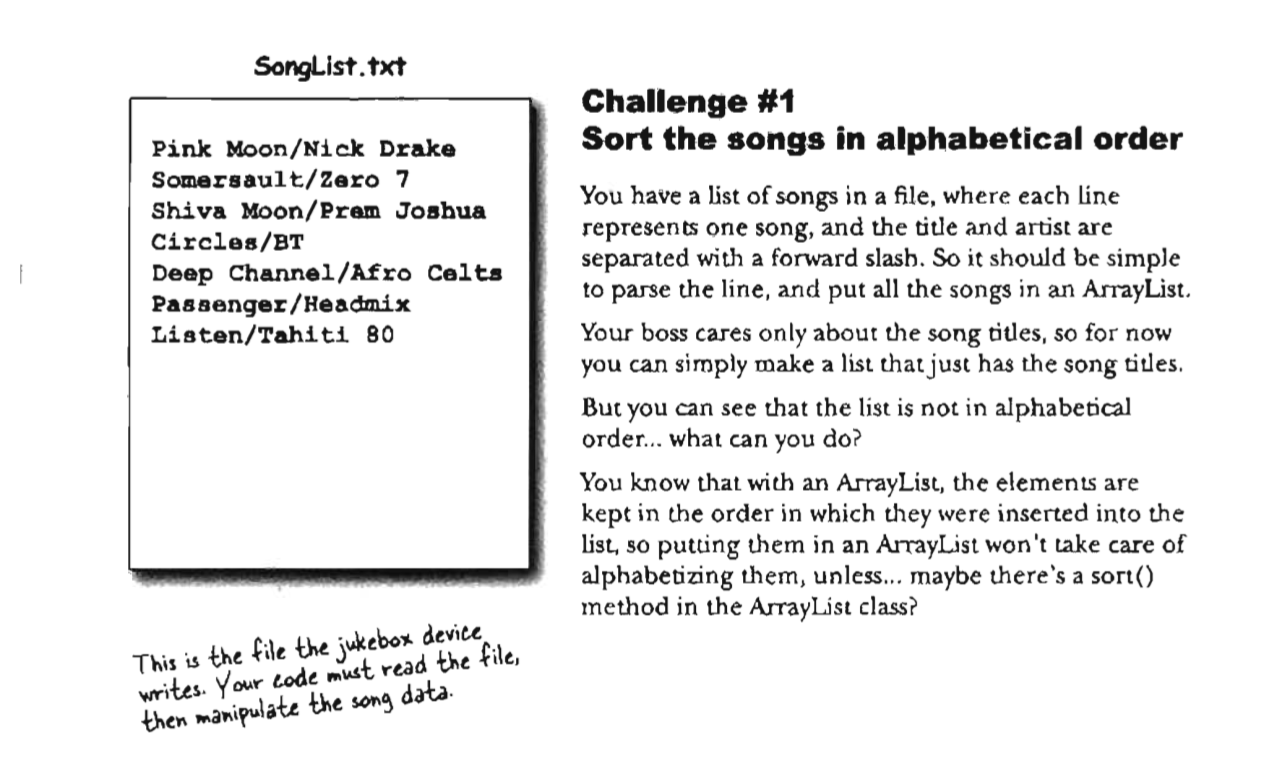 SongList.txt
Pink Moon/Nick Drake
Somersault/Zero 7
Shiva Moon/Prem Joshua
Circles/BT
Deep Channel/Afro Celts
Passenger/Headmix
Listen/Tahiti 80
This is the file the jukebox device
writes. Your code must read the file,
then manipulate the song data.
Challenge #1
Sort the songs in alphabetical order
You have a list of songs in a file, where each line
represents one song, and the title and artist are
separated with a forward slash. So it should be simple
to parse the line, and put all the songs in an ArrayList.
Your boss cares only about the song titles, so for now
you can simply make a list that just has the song titles.
But you can see that the list is not in alphabetical
order... what can you do?
You know that with an ArrayList, the elements are
kept in the order in which they were inserted into the
list, so putting them in an ArrayList won't take care of
alphabetizing them, unless... maybe there's a sort()
method in the ArrayList class?